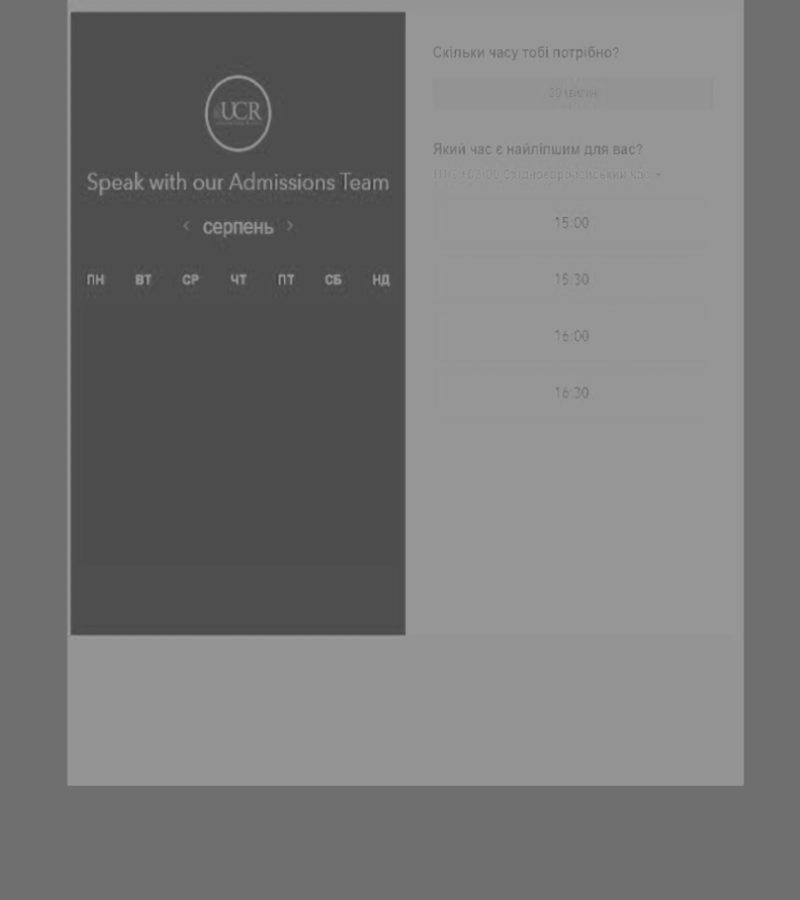 UCR
Speak with our Admissions Team
серпень
ПН ВТ СР ЧТ ПТ СБ НД
Скільки часу тобі потрібно?
30 хвилин
Який час є найліпшим для вас?
15:00
15:30
16:00
16:30